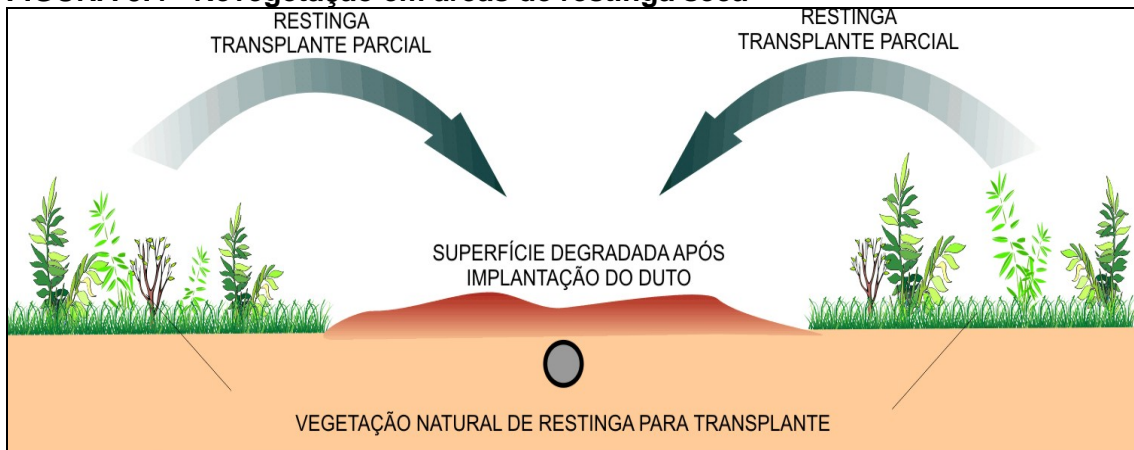 RESTINGA
TRANSPLANTE PARCIAL
RESTINGA
TRANSPLANTE PARCIAL
SUPERFÍCIE DEGRADADA APÓS
IMPLANTAÇÃO DO DUTO
VEGETAÇÃO NATURAL DE RESTINGA PARA TRANSPLANTE